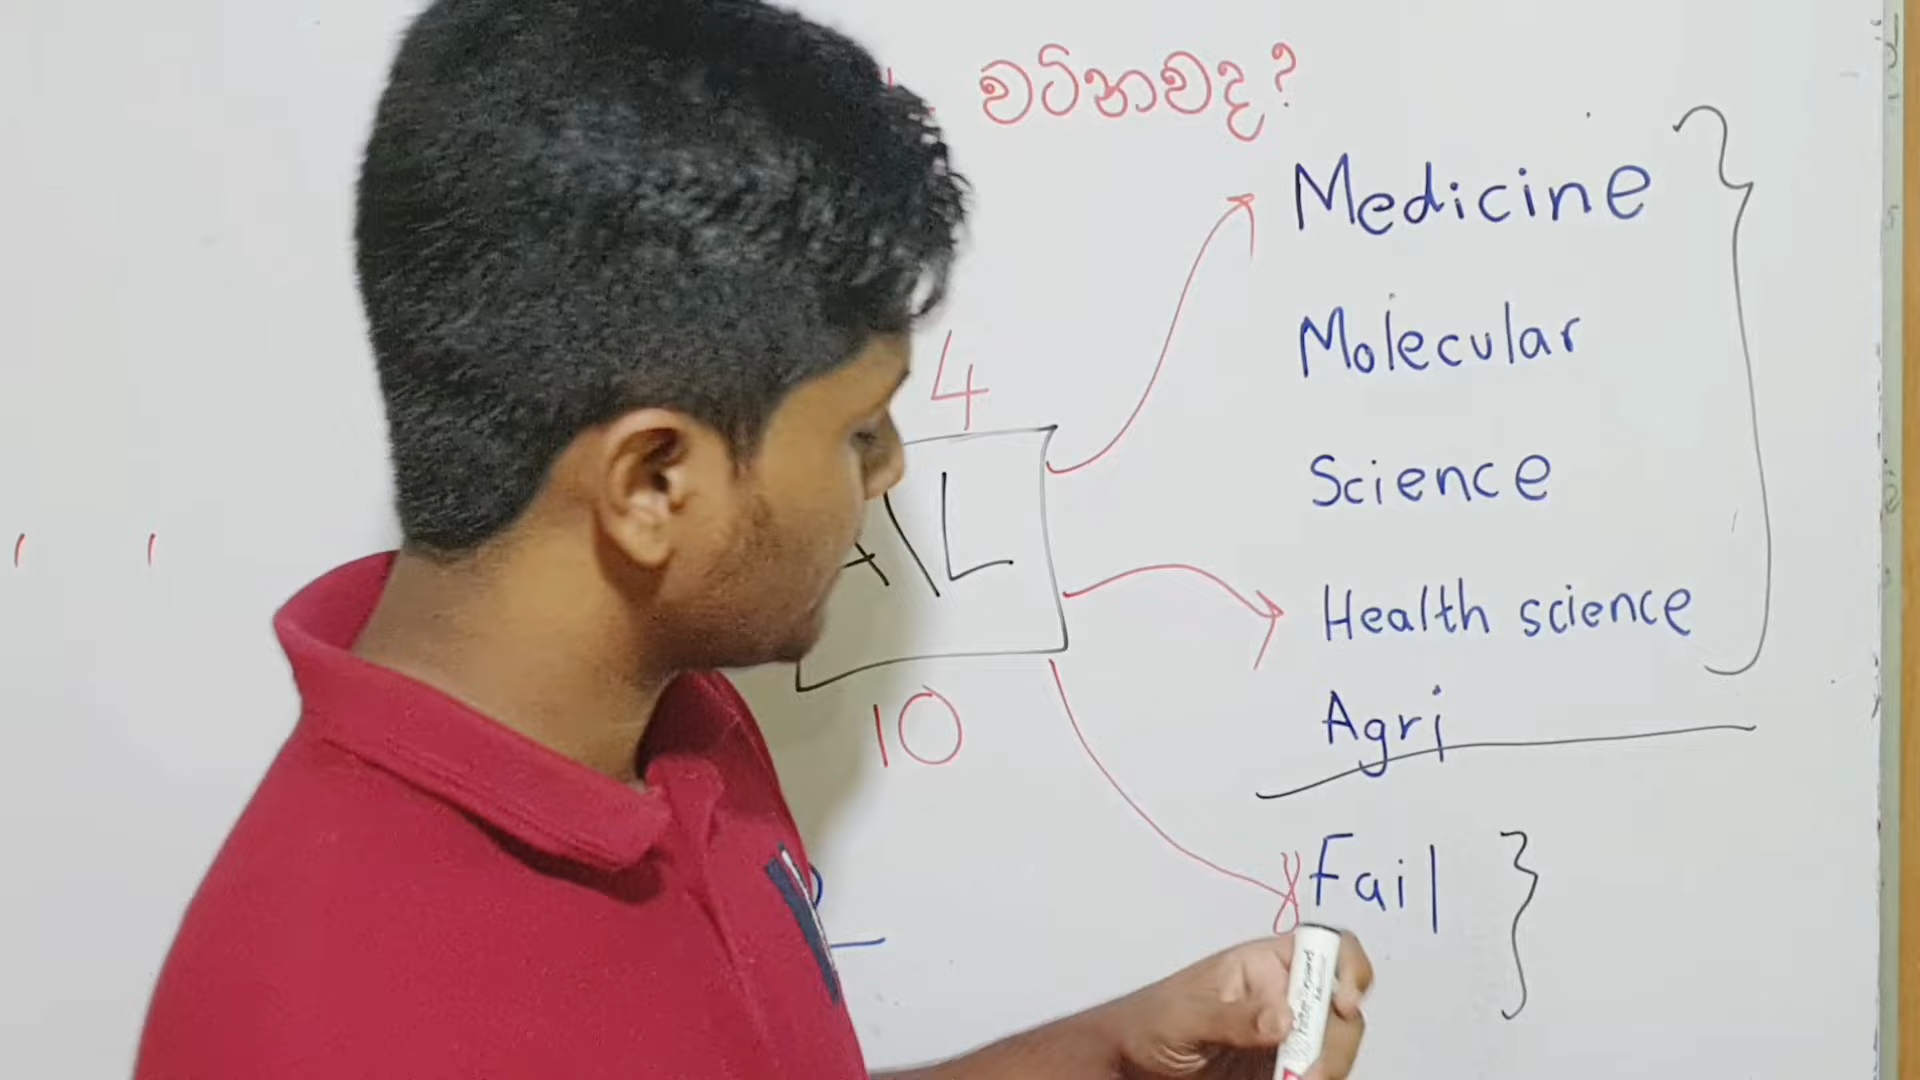 වටිනවද?
Medicine
4
Molecular
Science
Health science
10
Agri
Fail